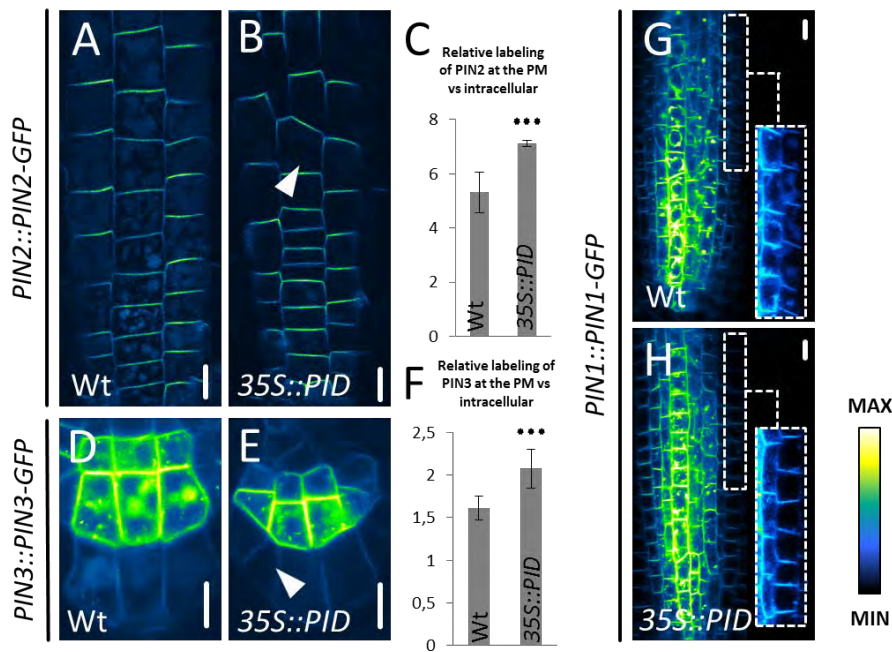 PIN2::PIN2-GFP
A
Wt
B
35S::PID
C
Relative labeling
of PIN2 at the PM
vs intracellular
8
6
4
2
0
•••
Wt
35S::PID
PIN3::PIN3-GFP
D
Wt
E
35S::PID
F
Relative labeling of
PIN3 at the PM vs
intracellular
2,5
2
1,5
1
0,5
0
•••
Wt
35S::PID
PIN1::PIN1-GFP
G
Wt
H
35S::PID
MAX
MIN